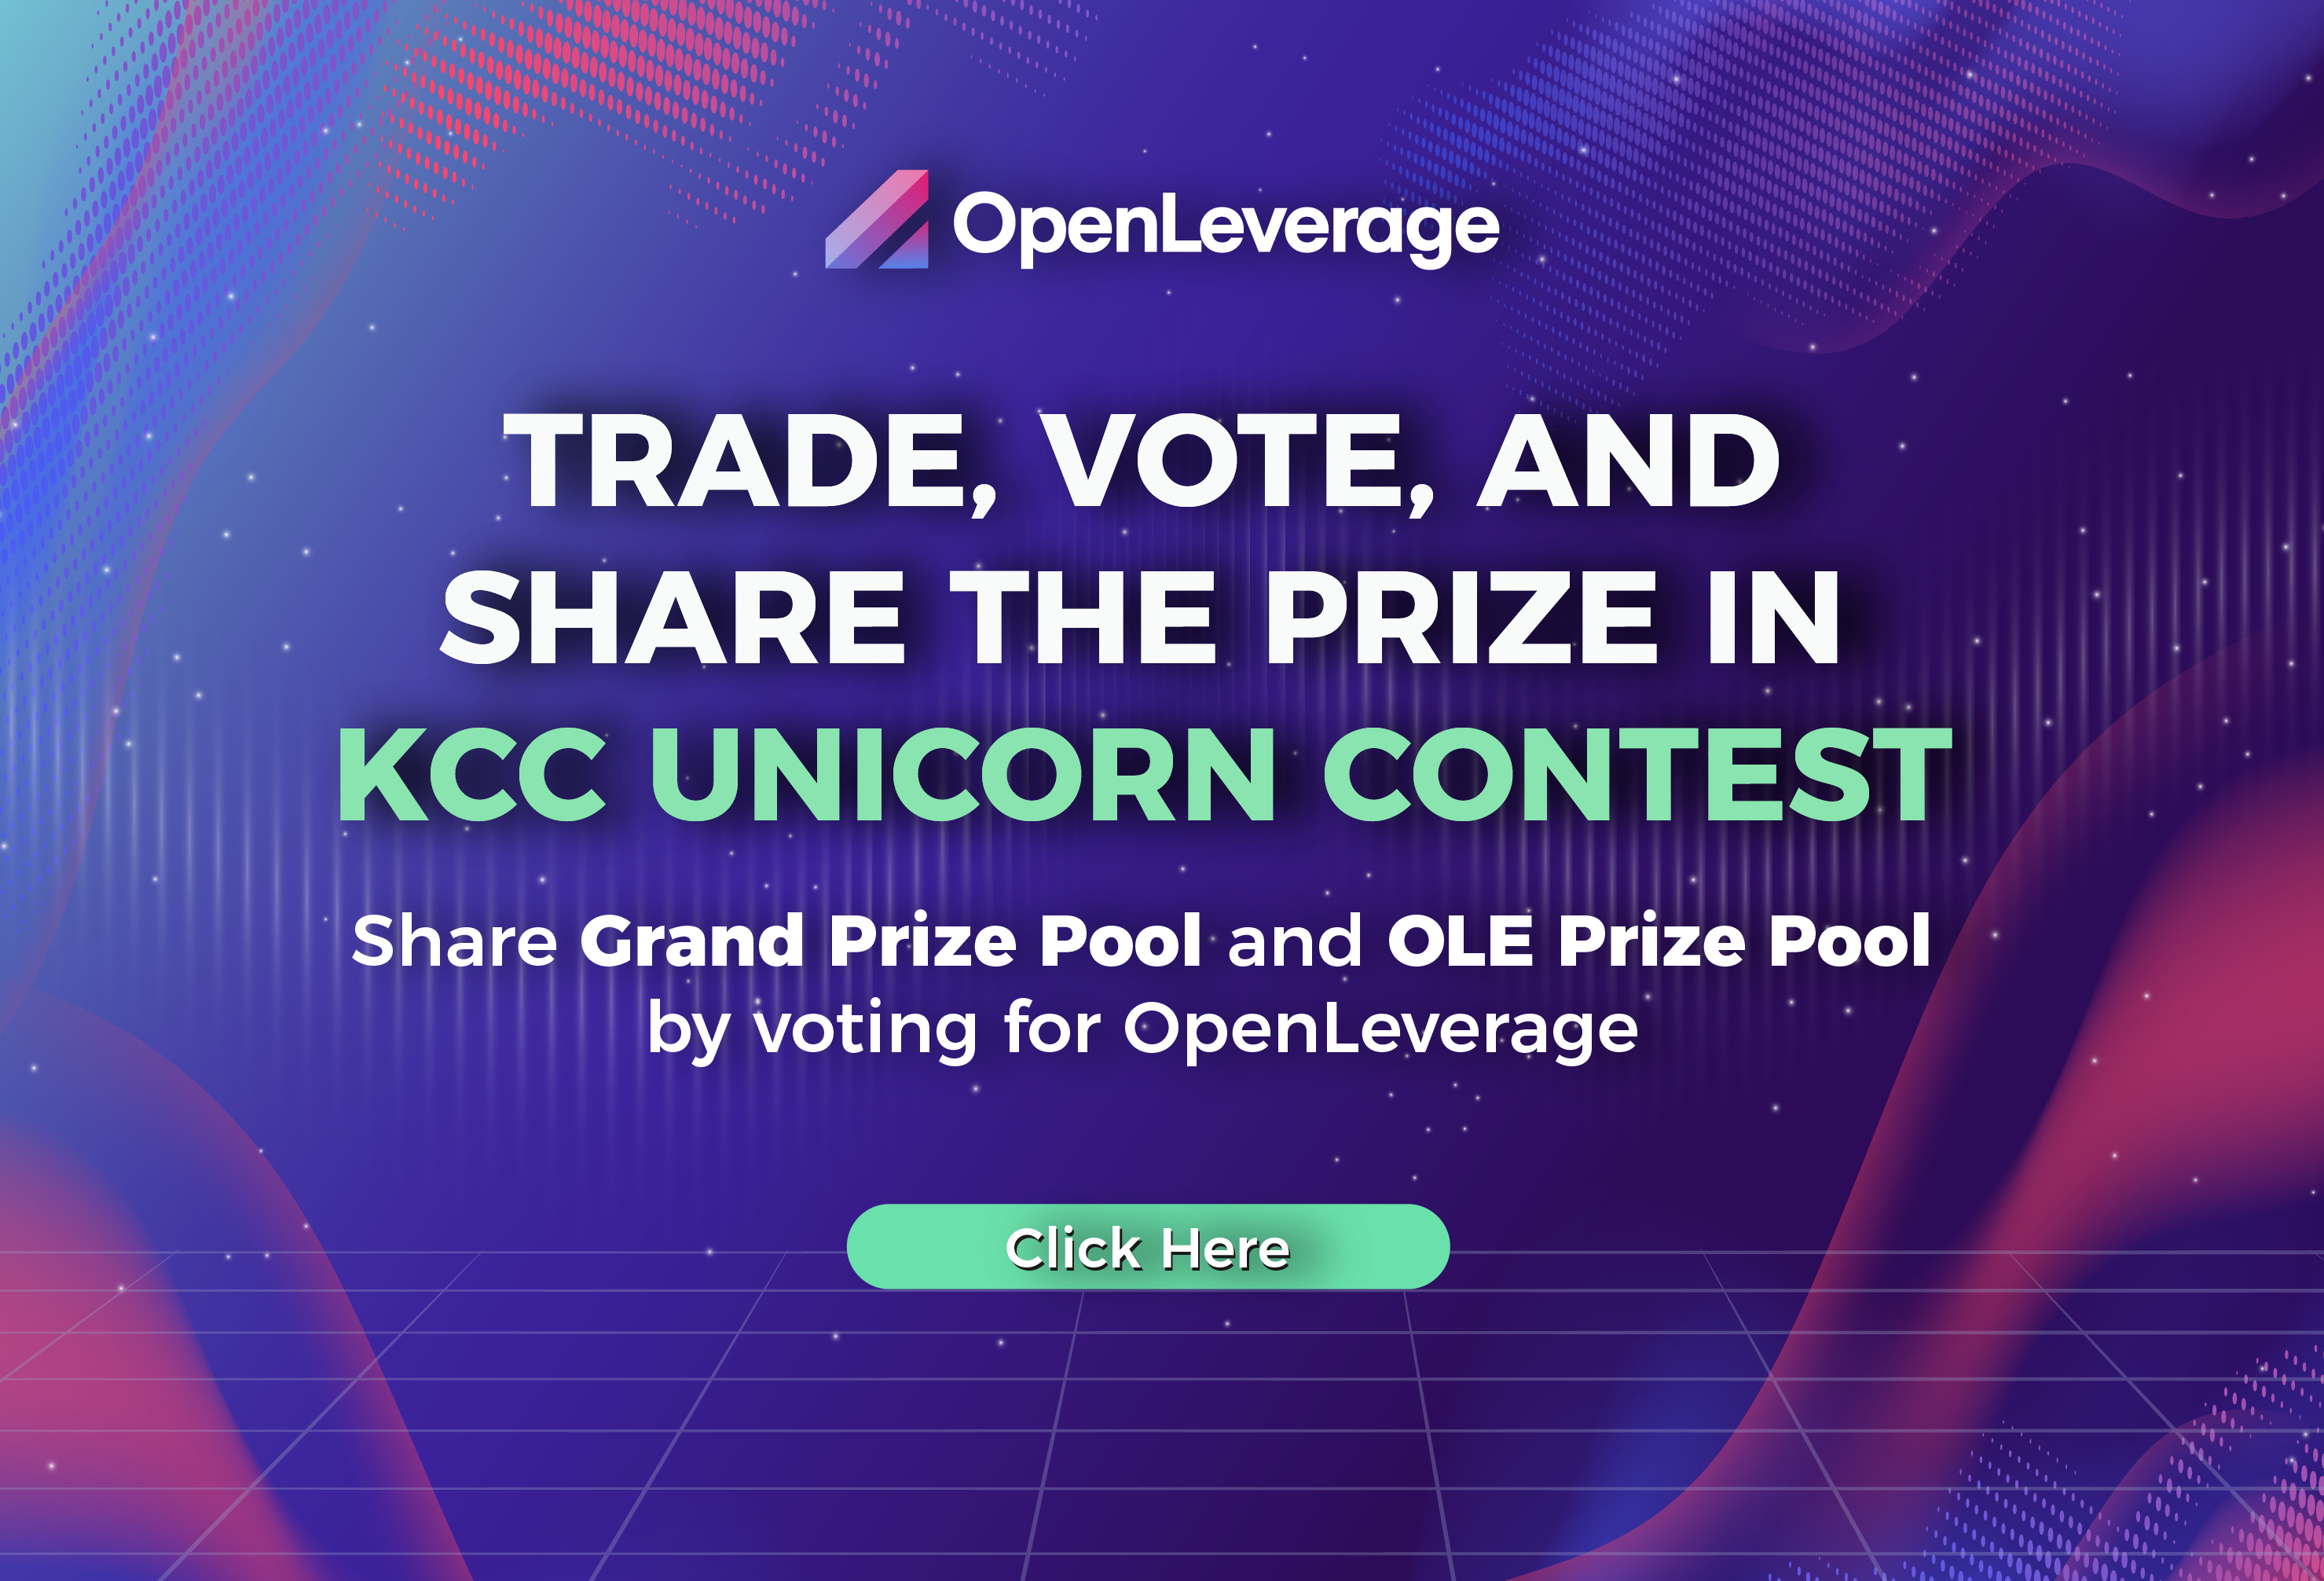 OpenLeverage
TRADE, VOTE, AND
SHARE THE PRIZE IN
KCC UNICORN CONTEST
Share Grand Prize Pool and OLE Prize Pool
by voting for OpenLeverage
Click Here